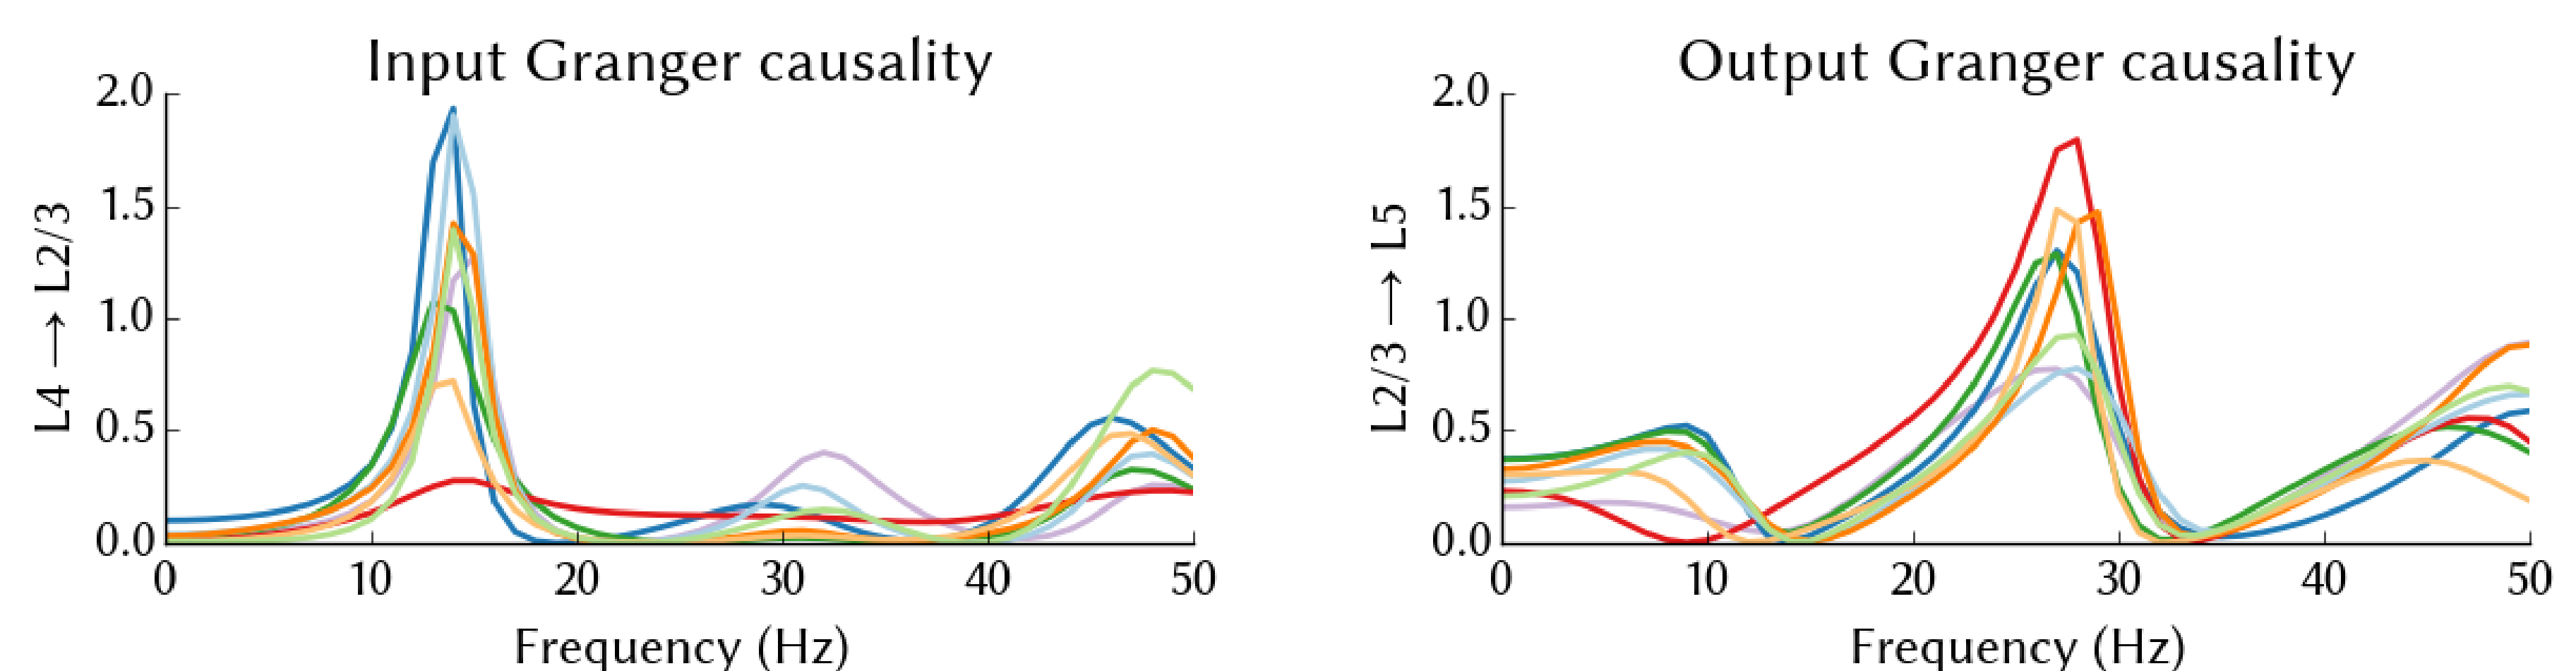 Input Granger causality
L4 → L2/3
2.0
1.5
1.0
0.5
0.0
0 10 20 30 40 50
Frequency (Hz)
Output Granger causality
L2/3 → L5
2.0
1.5
1.0
0.5
0.0
0 10 20 30 40 50
Frequency (Hz)